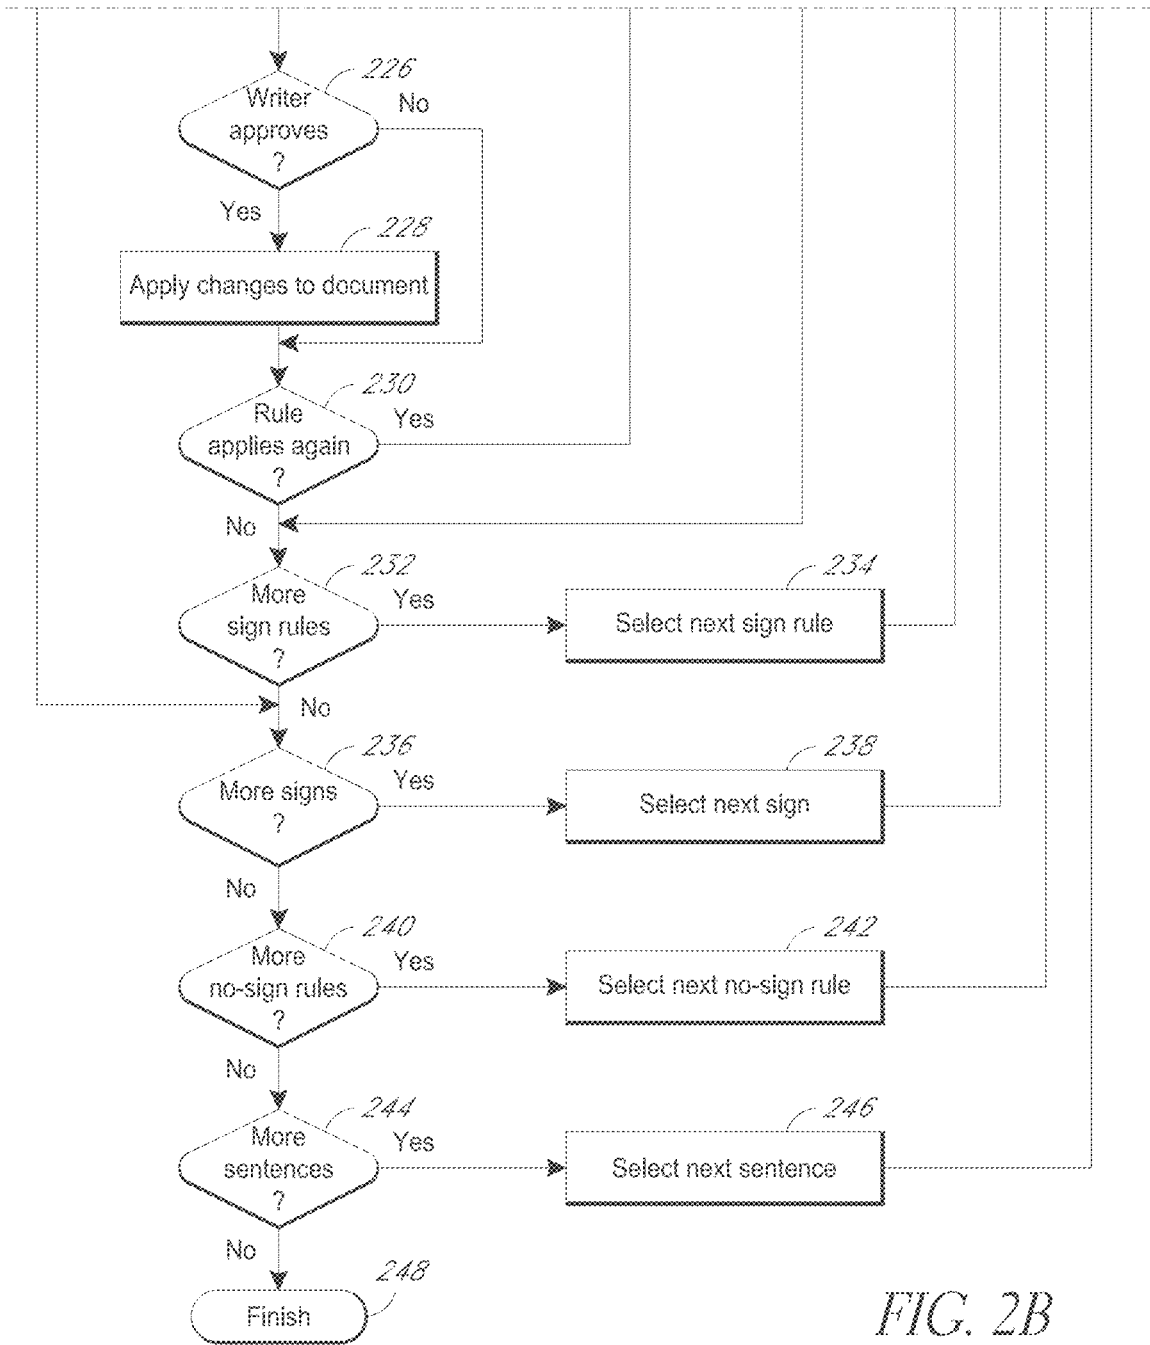 226
Writer
approves
?
No
Yes
228
Apply changes to document
230
Rule
applies again
?
Yes
No
232
More
sign rules
?
Yes
234
Select next sign rule
No
236
More signs
?
Yes
238
Select next sign
No
240
More
no-sign rules
?
Yes
242
Select next no-sign rule
No
244
More
sentences
?
Yes
246
Select next sentence
No
248
Finish
FIG. 2B